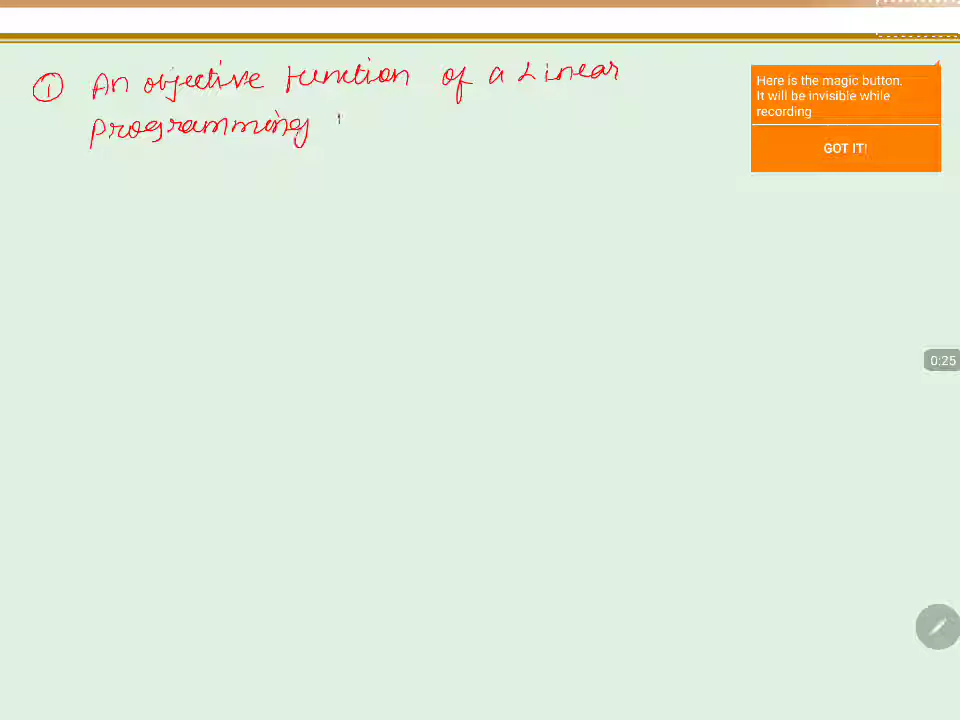 ① An objective function of a Linear
programming
Here is the magic button.
It will be invisible while
recording
GOT IT!
0:25